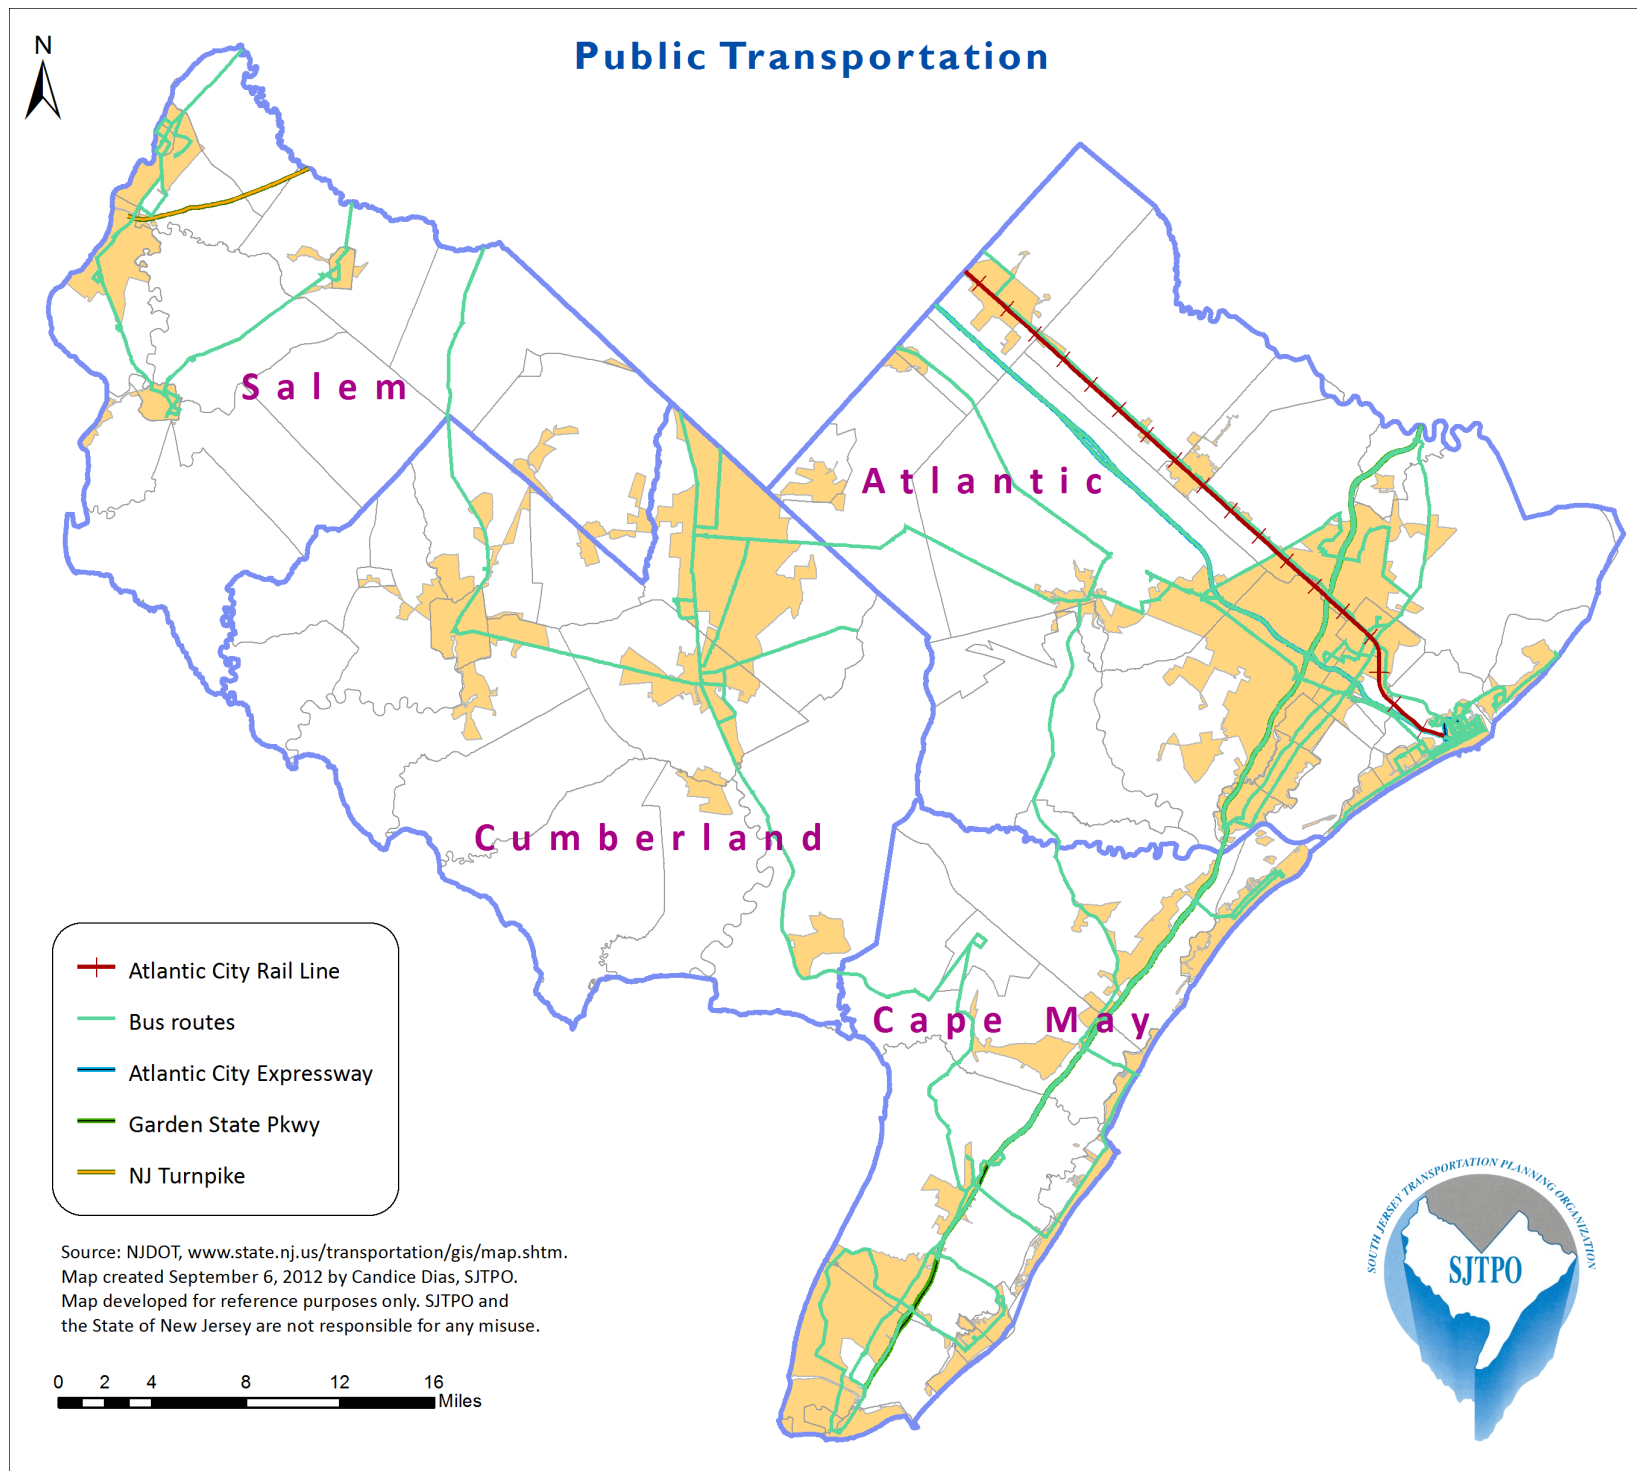 Public Transportation
N
Salem
Atlantic
Cumberland
Cape May
Atlantic City Rail Line
Bus routes
Atlantic City Expressway
Garden State Pkwy
NJ Turnpike
Source: NJDOT, www.state.nj.us/transportation/gis/map.shtm.
Map created September 6, 2012 by Candice Dias, SJTPO.
Map developed for reference purposes only. SJTPO and
the State of New Jersey are not responsible for any misuse.
0 2 4 8 12 16
Miles
SOUTH JERSEY TRANSPORTATION PLANNING ORGANIZATION
SJTPO